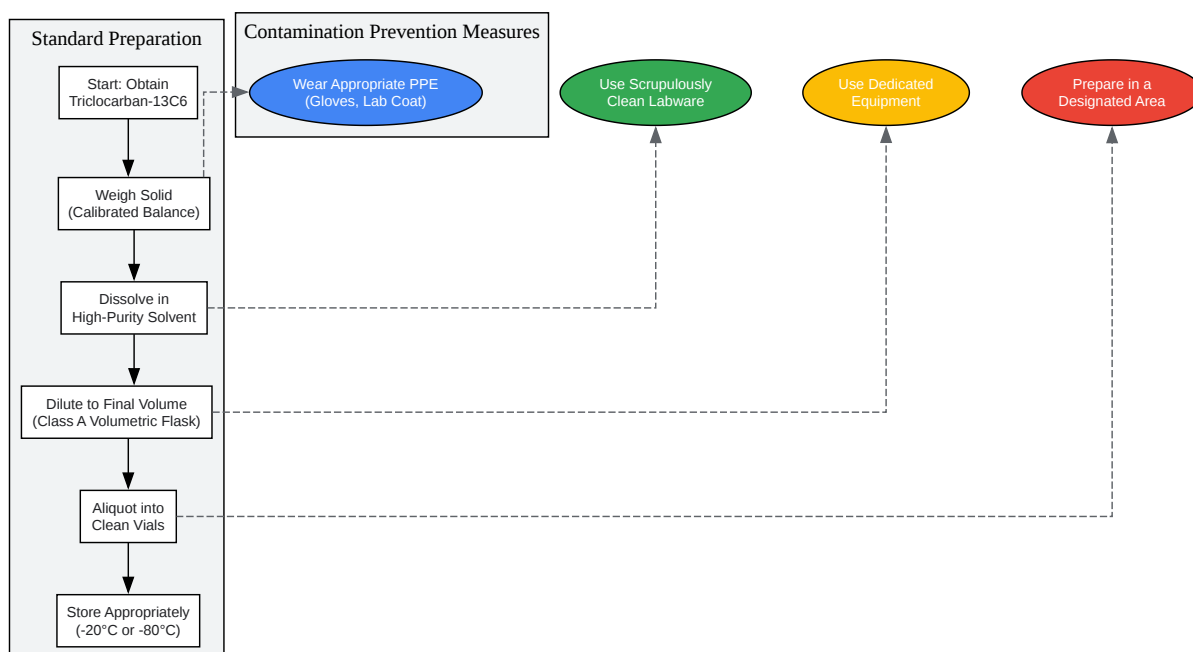 Standard Preparation
Start: Obtain
Triclocarban-13C6
Weigh Solid
(Calibrated Balance)
Dissolve in
High-Purity Solvent
Dilute to Final Volume
(Class A Volumetric Flask)
Aliquot into
Clean Vials
Store Appropriately
(-20°C or -80°C)
Contamination Prevention Measures
Wear Appropriate PPE
(Gloves, Lab Coat)
Use Scrupulously
Clean Labware
Use Dedicated
Equipment
Prepare in a
Designated Area